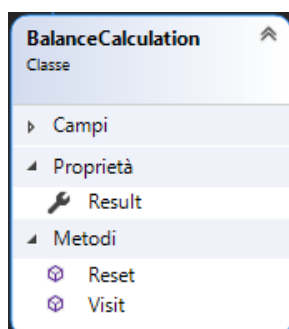 BalanceCalculation
Classe
Campi
Proprietà
Result
Metodi
Reset
Visit